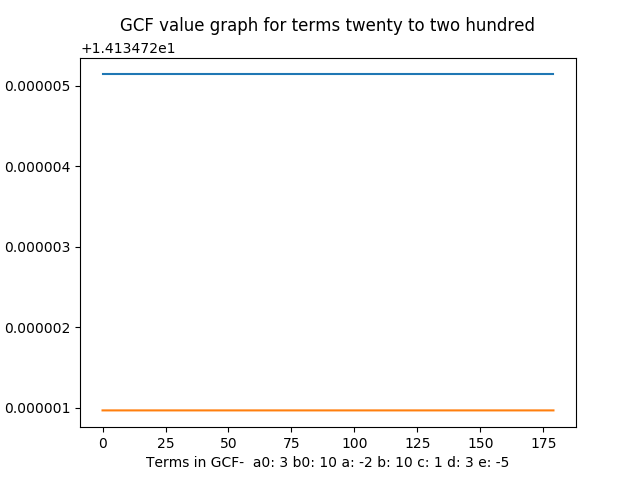 GCF value graph for terms twenty to two hundred
+1.413472e1
0.000005
0.000004
0.000003
0.000002
0.000001
0 25 50 75 100 125 150 175
Terms in GCF-  a0: 3 b0: 10 a: -2 b: 10 c: 1 d: 3 e: -5